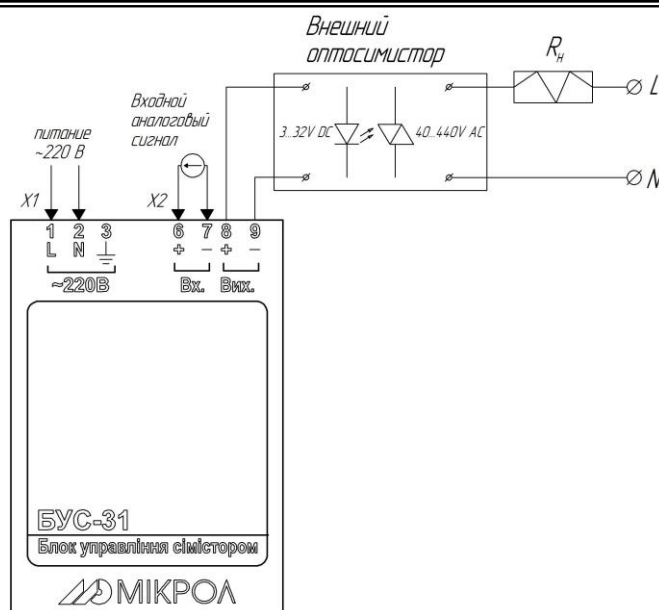 Внешний
оптосимистор
Rн
L
Входной
аналоговый
сигнал
3...32V DC
40...440V AC
питание
~220 В
N
X1
X2
1 2 3 6 7 8 9
L N + − + −
~220В Вх. Вих.
БУС-31
Блок управління сімістором
МІКРОЛ